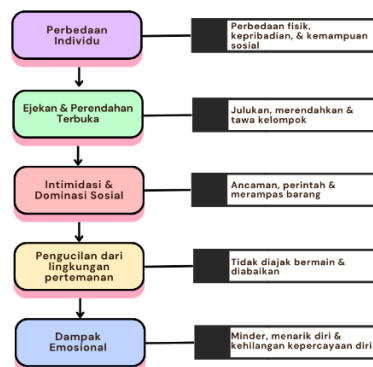 Perbedaan
Individu
Perbedaan fisik,
kepribadian, & kemampuan
sosial
Ejekan & Perendahan
Terbuka
Julukan, merendahkan &
tawa kelompok
Intimidasi &
Dominasi Sosial
Ancaman, perintah &
merampas barang
Pengucilan dari
lingkungan
pertemanan
Tidak diajak bermain &
diabaikan
Dampak
Emosional
Minder, menarik diri &
kehilangan kepercayaan diri